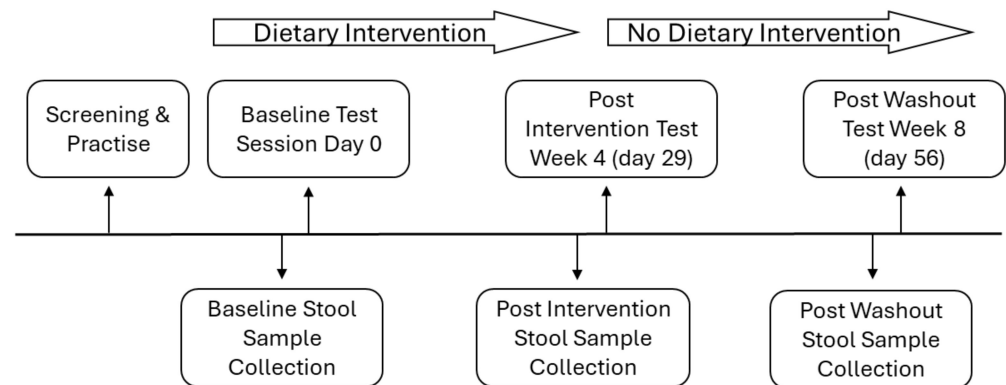 Dietary Intervention
No Dietary Intervention
Screening &
Practise
Baseline Test
Session Day 0
Post
Intervention Test
Week 4 (day 29)
Post Washout
Test Week 8
(day 56)
Baseline Stool
Sample
Collection
Post Intervention
Stool Sample
Collection
Post Washout
Stool Sample
Collection